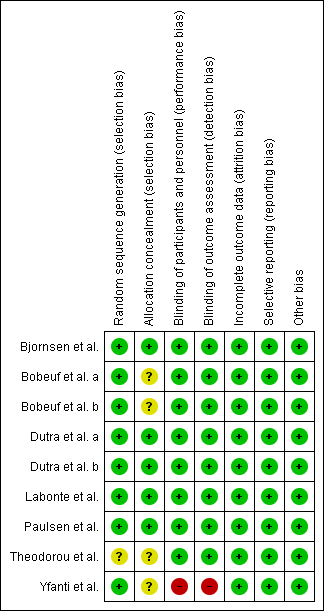 Random sequence generation (selection bias)
Allocation concealment (selection bias)
Blinding of participants and personnel (performance bias)
Blinding of outcome assessment (detection bias)
Incomplete outcome data (attrition bias)
Selective reporting (reporting bias)
Other bias
Bjornsen et al. + + + + + + +
Bobeuf et al. a + ? + + + + +
Bobeuf et al. b + ? + + + + +
Dutra et al. a + + + + + + +
Dutra et al. b + + + + + + +
Labonte et al. + + + + + + +
Paulsen et al. + + + + + + +
Theodorou et al. ? ? + + + + +
Yfanti et al. + ? - - + + +